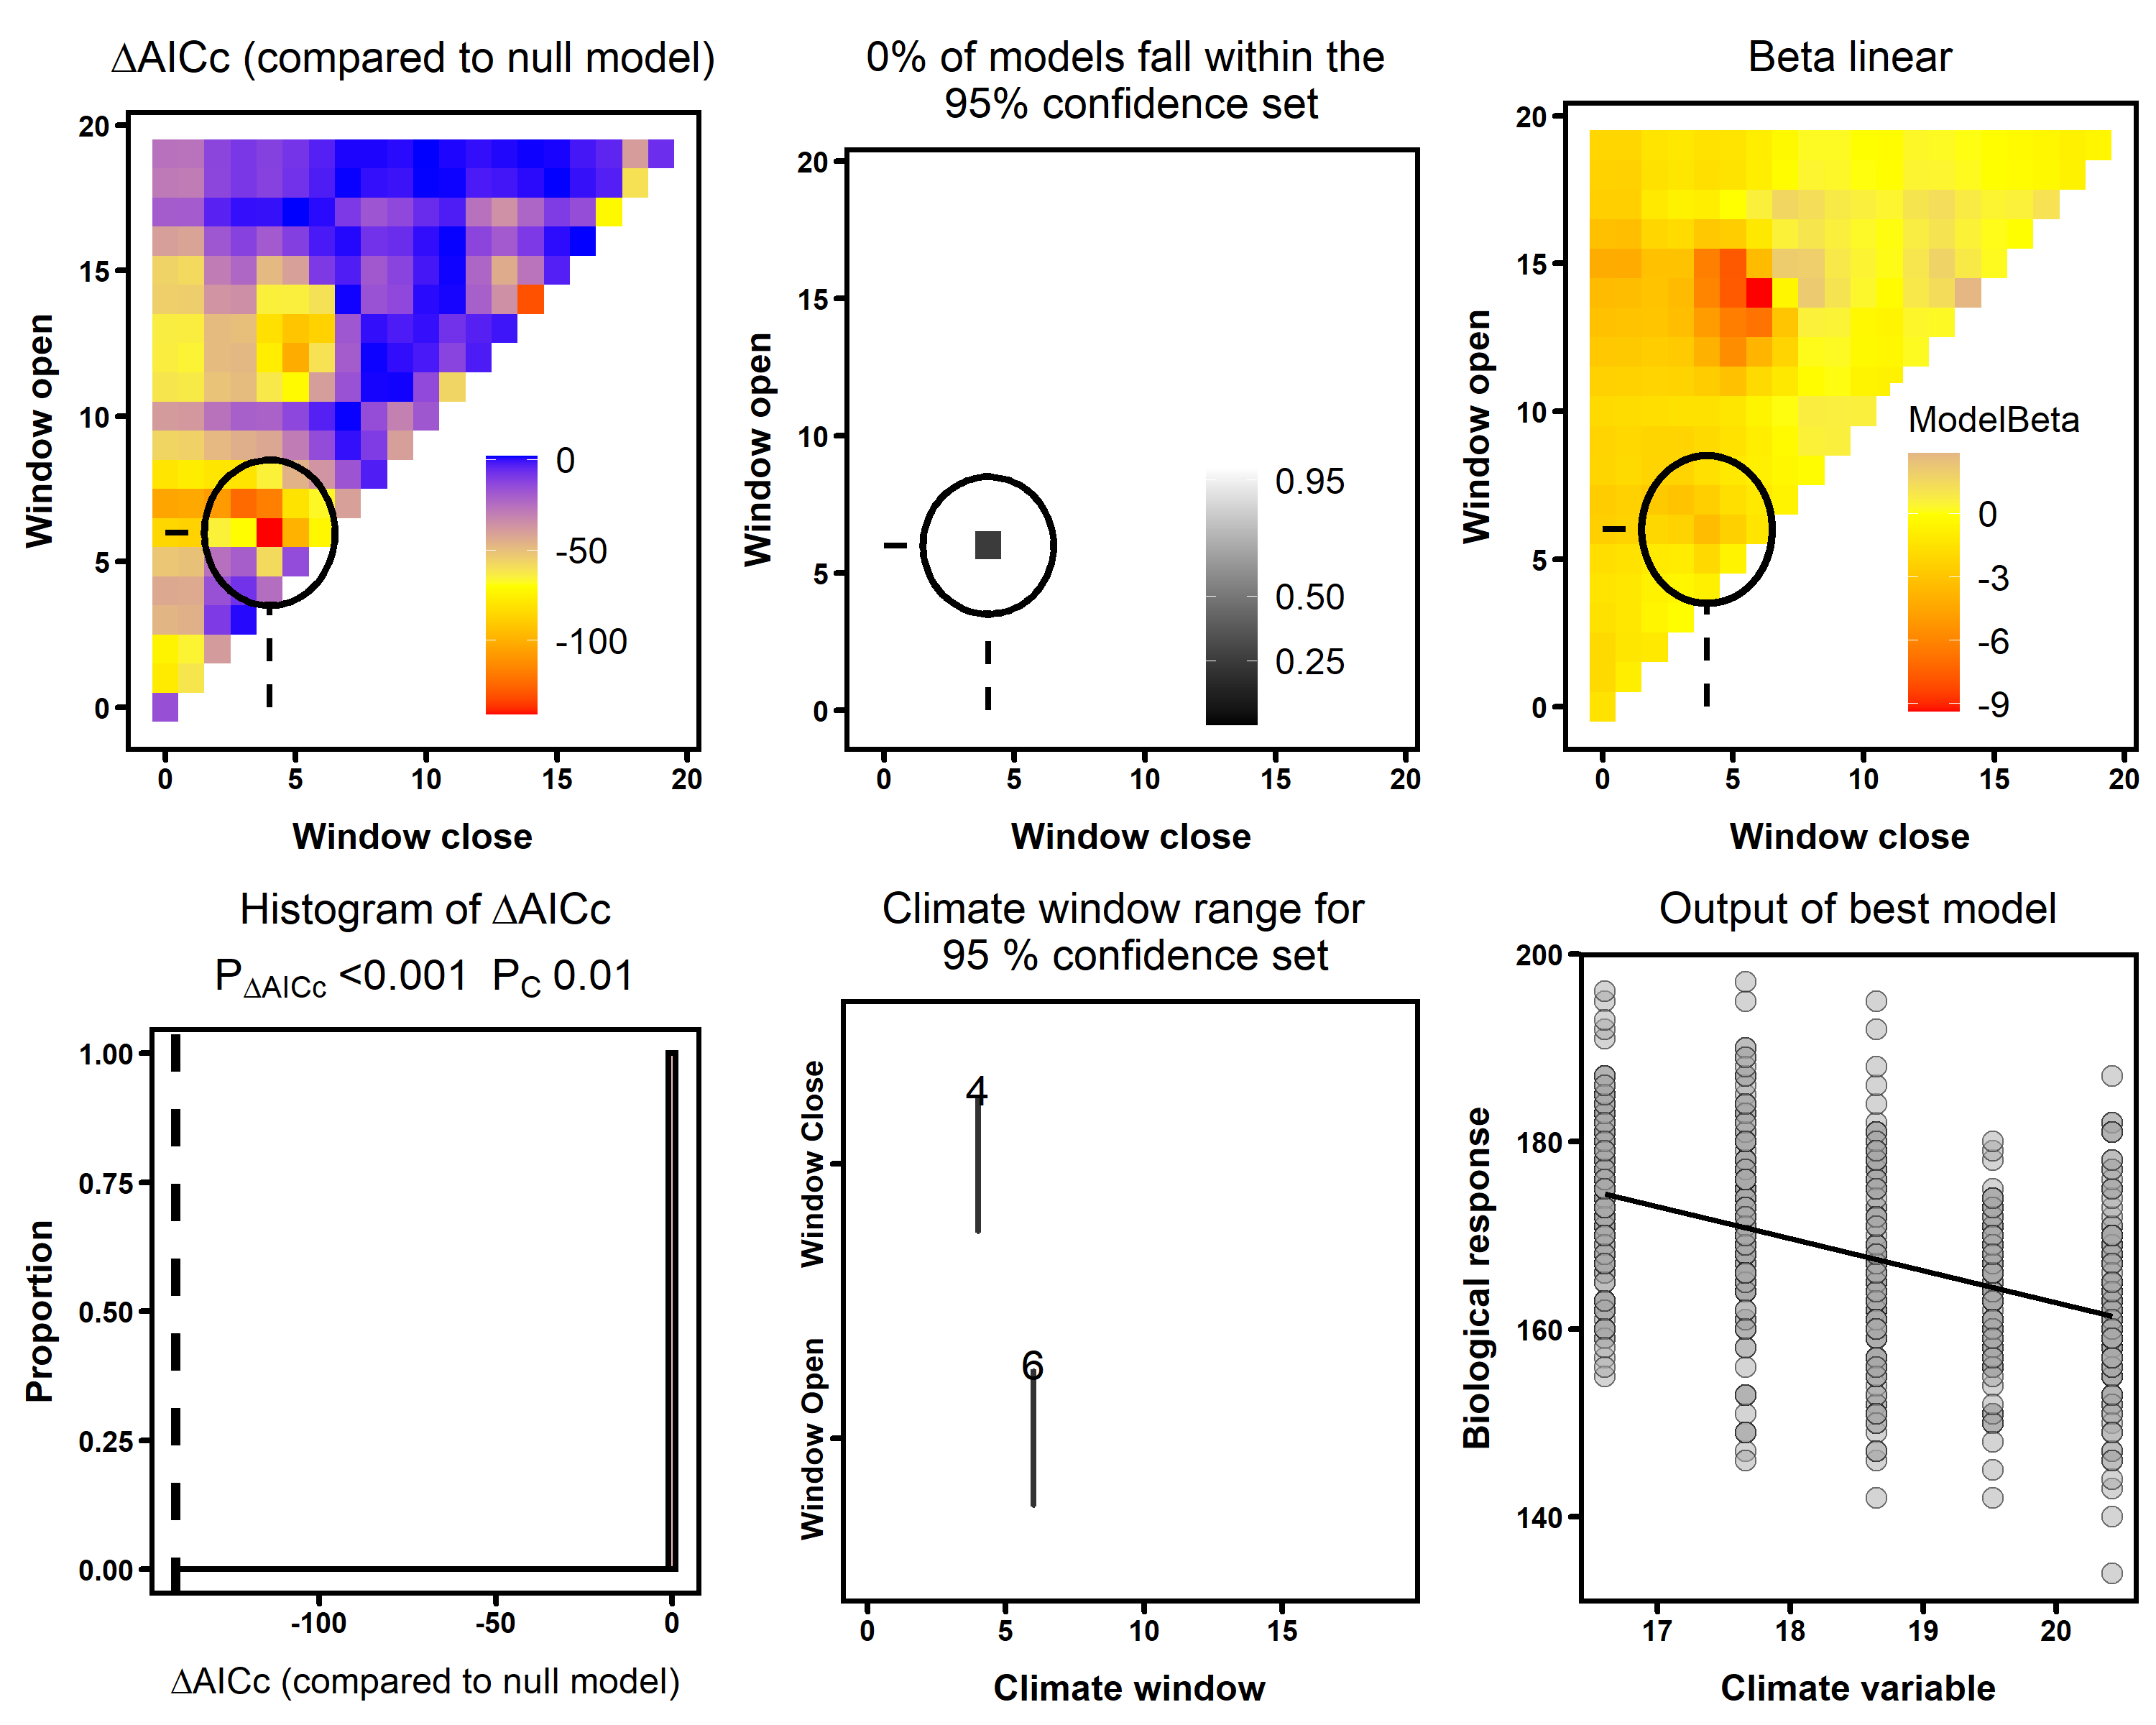 ΔAICc (compared to null model)
20
15
10
5
0
Window open
0
-50
-100
0 5 10 15 20
Window close
0% of models fall within the
95% confidence set
20
15
10
5
0
Window open
0.95
0.50
0.25
0 5 10 15 20
Window close
Beta linear
20
15
10
5
0
Window open
ModelBeta
0
-3
-6
-9
0 5 10 15 20
Window close
Histogram of ΔAICc
PΔAICc <0.001 PC 0.01
1.00
0.75
0.50
0.25
0.00
Proportion
-100 -50 0
ΔAICc (compared to null model)
Climate window range for
95 % confidence set
Window Close
Window Open
4
6
0 5 10 15
Climate window
Output of best model
200
180
160
140
Biological response
17 18 19 20
Climate variable